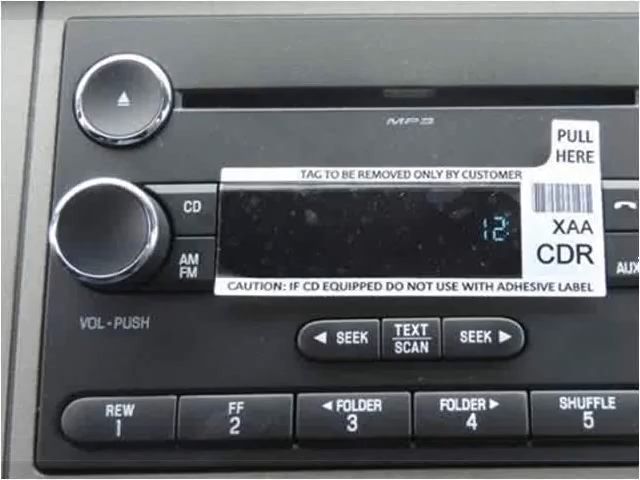 MP3
PULL
HERE
TAG TO BE REMOVED ONLY BY CUSTOMER
CD
XAA
12:
AM
FM
CDR
AUX
CAUTION: IF CD EQUIPPED DO NOT USE WITH ADHESIVE LABEL
VOL-PUSH
SEEK
TEXT
SCAN
SEEK
REW
1
FF
2
FOLDER
3
FOLDER
4
SHUFFLE
5